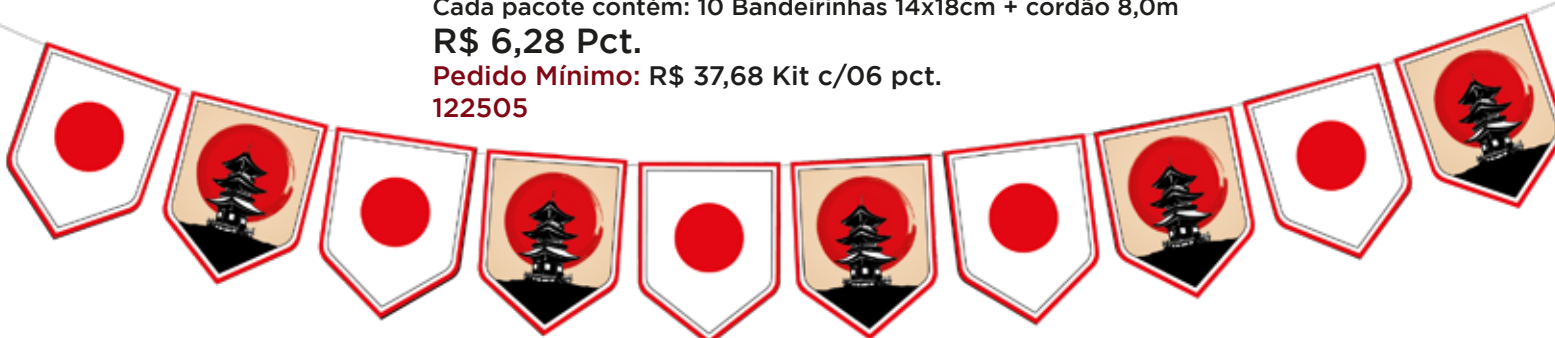 Cada pacote contém: 10 Bandeirinhas 14x18cm + cordão 8,0m
R$ 6,28 Pct.
Pedido Mínimo: R$ 37,68 Kit c/06 pct.
122505